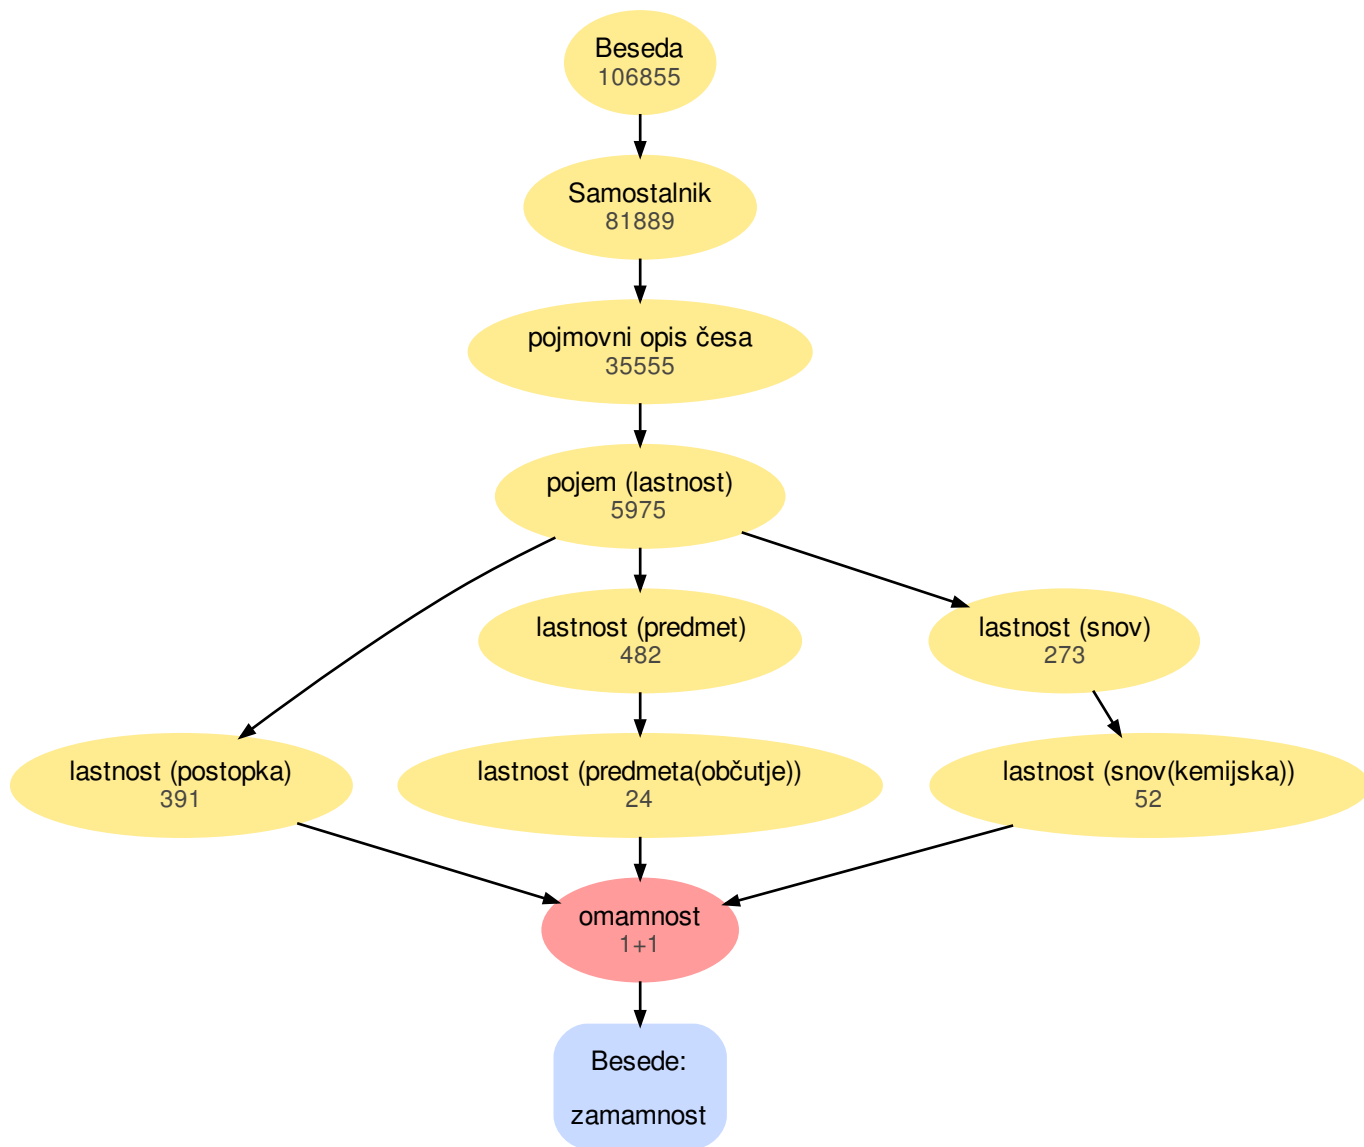 Beseda
106855
Samostalnik
81889
pojmovni opis česa
35555
pojem (lastnost)
5975
lastnost (predmet)
482
lastnost (snov)
273
lastnost (postopka)
391
lastnost (predmeta(občutje))
24
lastnost (snov(kemijska))
52
omamnost
1+1
Besede:
zamamnost